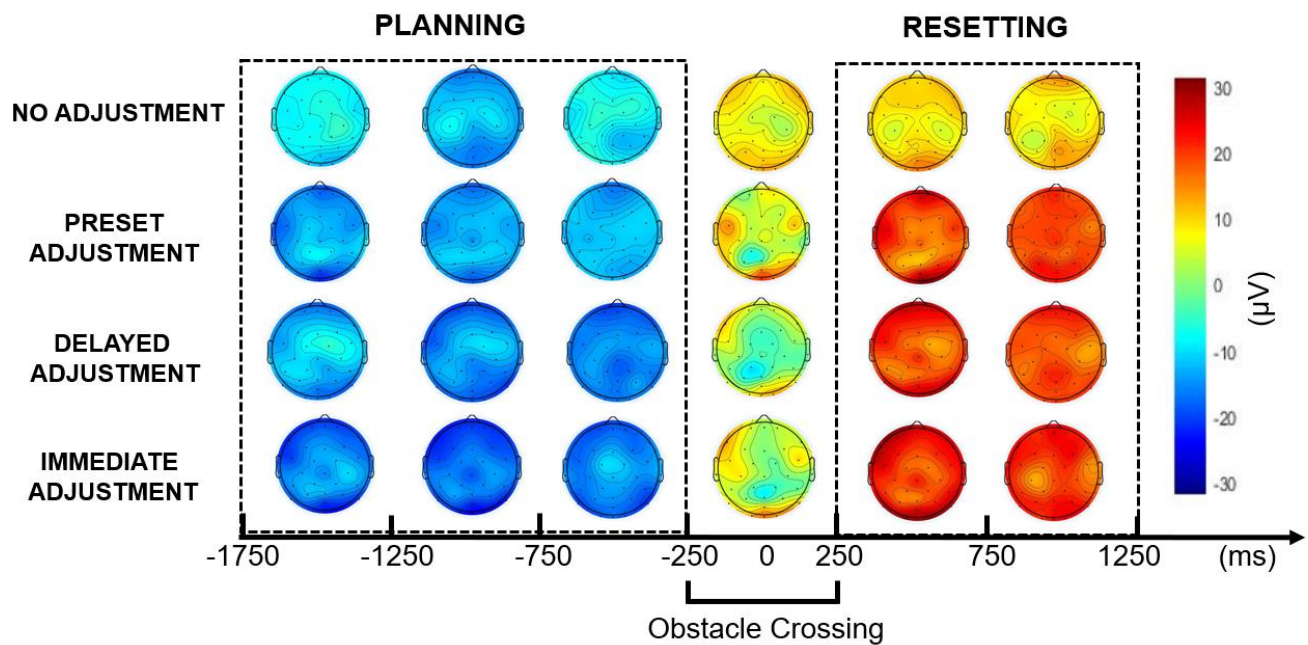 PLANNING
RESETTING
NO ADJUSTMENT
PRESET
ADJUSTMENT
DELAYED
ADJUSTMENT
IMMEDIATE
ADJUSTMENT
30
20
10
0
-10
-20
-30
(μV)
-1750 -1250 -750 -250 0 250 750 1250 (ms)
Obstacle Crossing